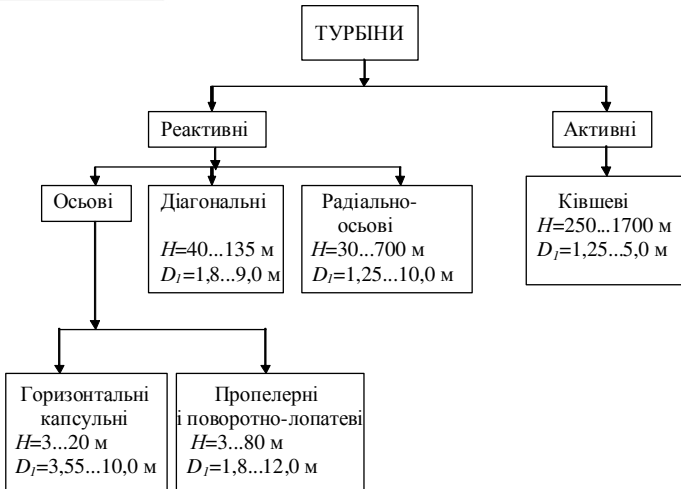 ТУРБІНИ
Реактивні
Активні
Осьові
Діагональні
H=40...135 м
D1=1,8...9,0 м
Радіально-
осьові
H=30...700 м
D1=1,25...10,0 м
Ківшеві
H=250...1700 м
D1=1,25...5,0 м
Горизонтальні
капсульні
H=3...20 м
D1=3,55...10,0 м
Пропелерні
і поворотно-лопатеві
H=3...80 м
D1=1,8...12,0 м